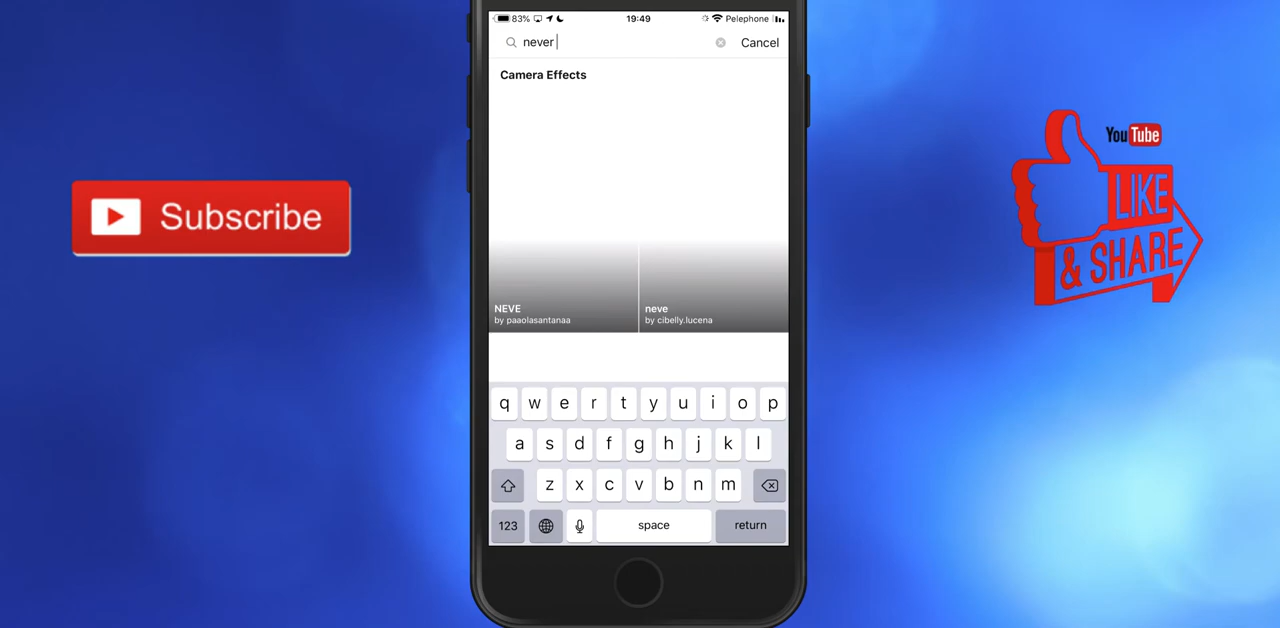 83% 19:49 Pelephone
never Cancel
Camera Effects
NEVE
by paaolasantanaa
neve
by cibelly.lucena
q w e r t y u i o p
a s d f g h j k l
z x c v b n m
123 space return
Subscribe
YouTube
LIKE
& SHARE